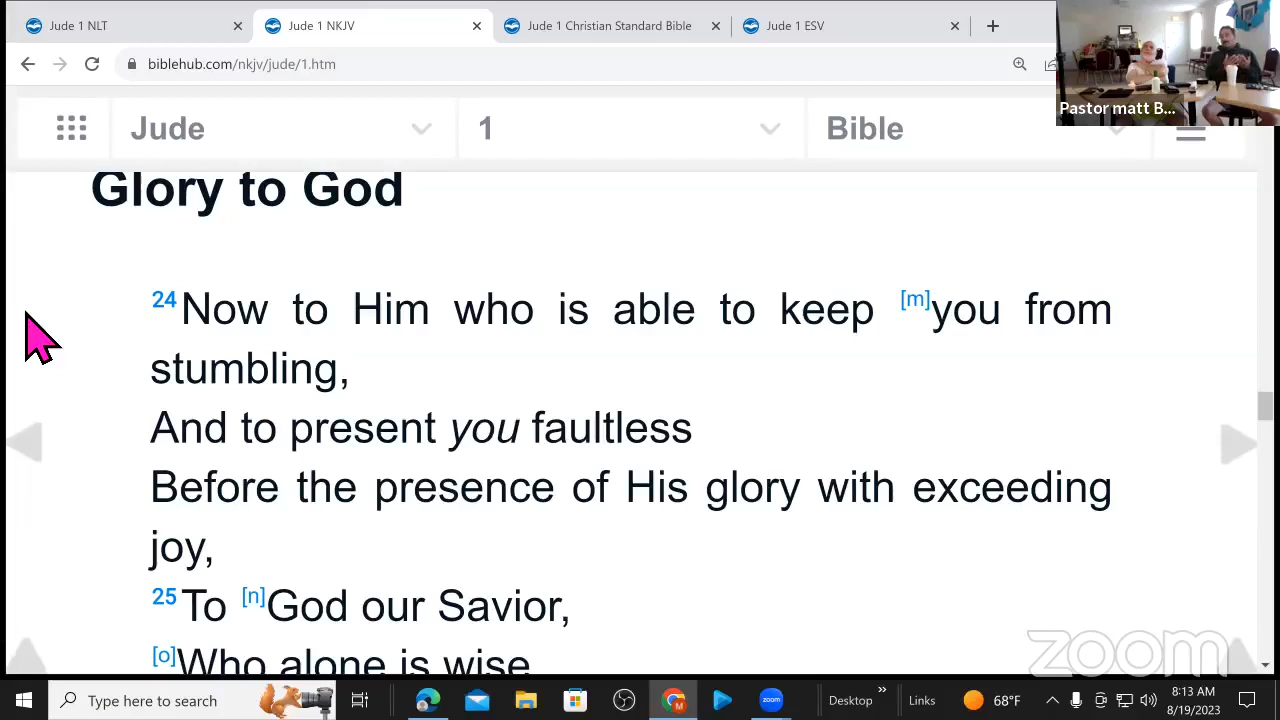 Jude 1 NLT
Jude 1 NKJV
Jude 1 Christian Standard Bible
Jude 1 ESV
biblehub.com/nkjv/jude/1.htm
Pastor matt B...
Jude
1
Bible
Glory to God
24 Now to Him who is able to keep [m]you from
stumbling,
And to present you faultless
Before the presence of His glory with exceeding
joy,
25 To [n]God our Savior,
[o]Who alone is wise
zoom
Type here to search
M
zoom
Desktop
Links
68°F
8:13 AM
8/19/2023